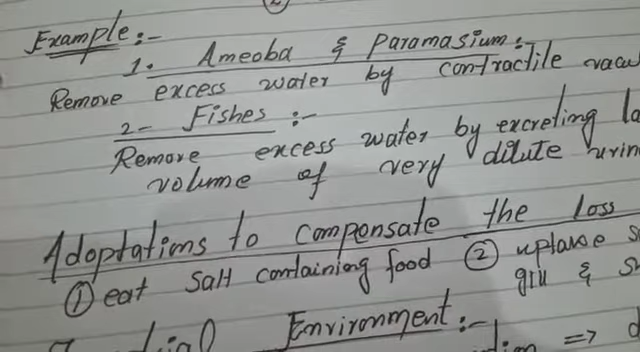 Example:-
1. Ameoba & Paramasium:-
Remove excess water by contractile vacu
2- Fishes :-
Remove excess water by excreting la
volume of very dilute urin
Adoptations to compensate the loss
① eat salt containing food ② uptake s
gill & s
Environment:-
=> d